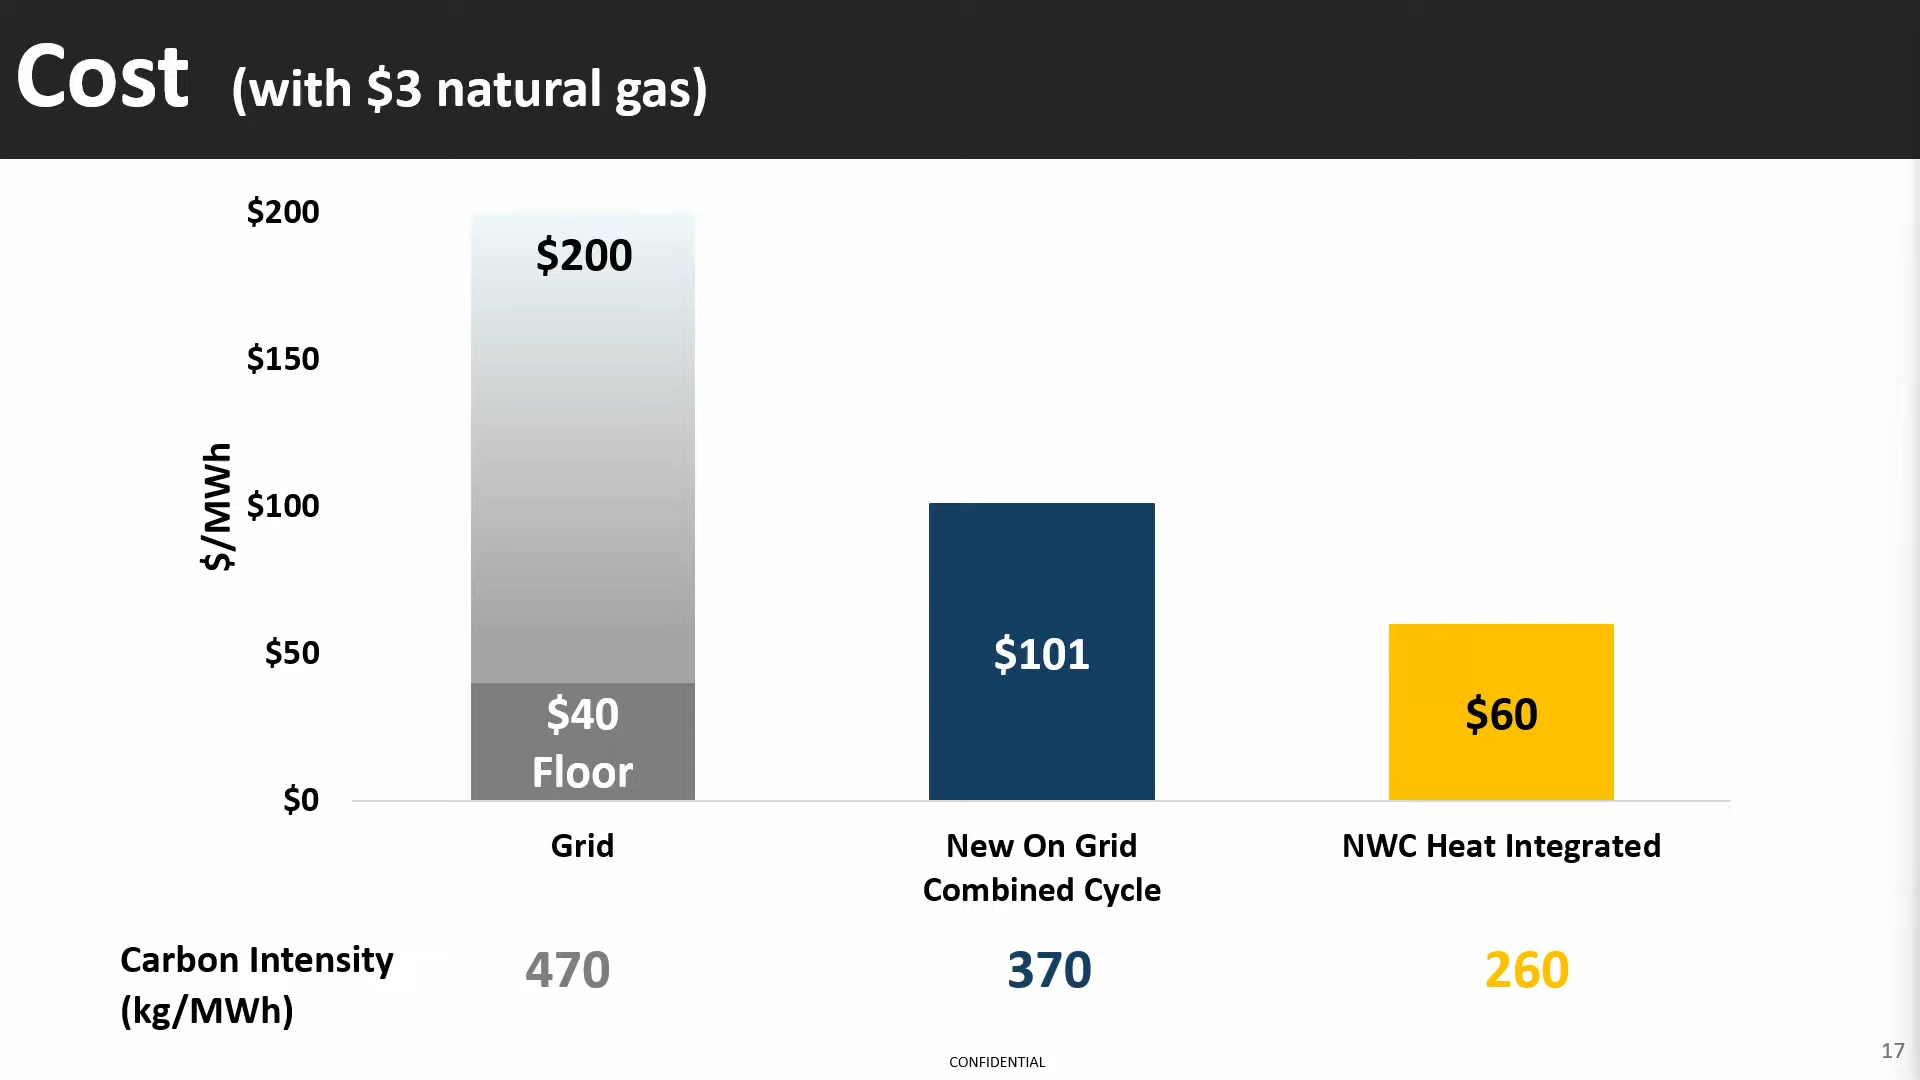 Cost (with $3 natural gas)
$200
$150
$100
$50
$0
$/MWh
$200
$40
Floor
$101
$60
Grid
New On Grid
Combined Cycle
NWC Heat Integrated
Carbon Intensity
(kg/MWh)
470
370
260
CONFIDENTIAL
17